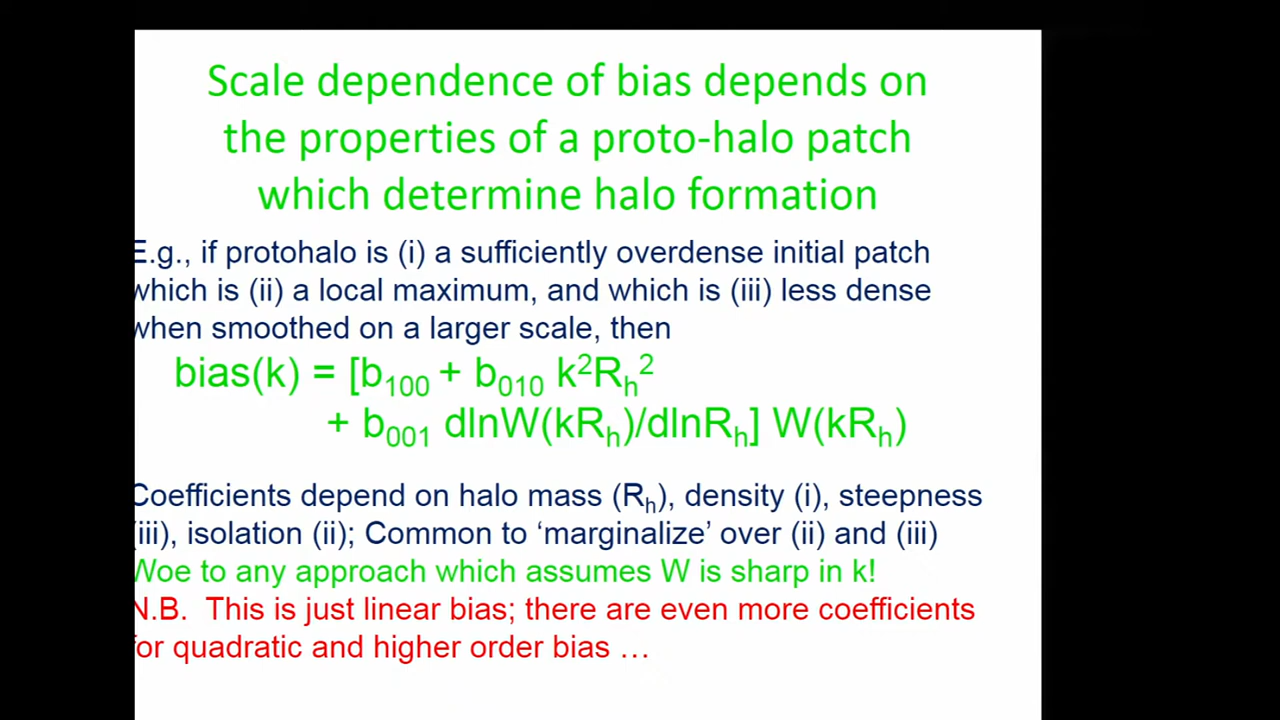 Scale dependence of bias depends on
the properties of a proto-halo patch
which determine halo formation
E.g., if protohalo is (i) a sufficiently overdense initial patch
which is (ii) a local maximum, and which is (iii) less dense
when smoothed on a larger scale, then
bias(k) = [b₁₀₀ + b₀₁₀ k²Rₕ²
+ b₀₀₁ dlnW(kRₕ)/dlnRₕ] W(kRₕ)
Coefficients depend on halo mass (Rₕ), density (i), steepness
(iii), isolation (ii); Common to ‘marginalize’ over (ii) and (iii)
Woe to any approach which assumes W is sharp in k!
N.B. This is just linear bias; there are even more coefficients
for quadratic and higher order bias …